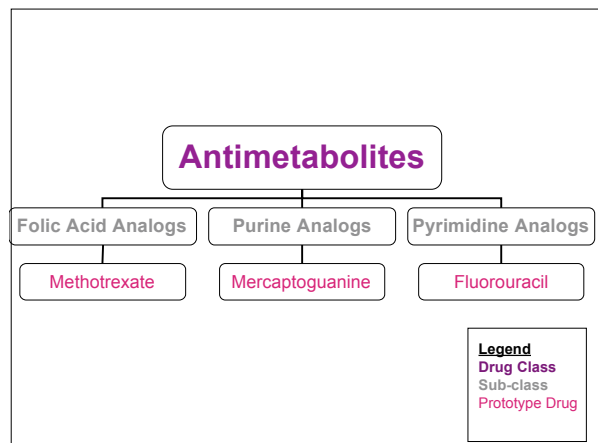 Antimetabolites
Folic Acid Analogs
Purine Analogs
Pyrimidine Analogs
Methotrexate
Mercaptoguanine
Fluorouracil
Legend
Drug Class
Sub-class
Prototype Drug